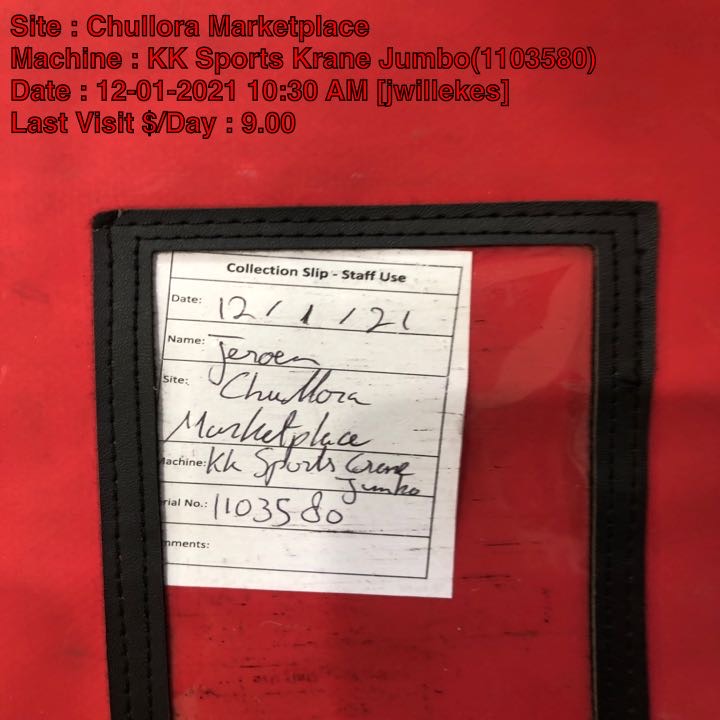 Site : Chullora Marketplace
Machine : KK Sports Krane Jumbo(1103580)
Date : 12-01-2021 10:30 AM [jwillekes]
Last Visit $/Day : 9.00
Collection Slip - Staff Use
Date: 12 / 1 / 21
Name: Jeroen
Site: Chullora
Marketplace
achine: KK Sports Crane
Jumbo
rial No.: 1103580
mments: